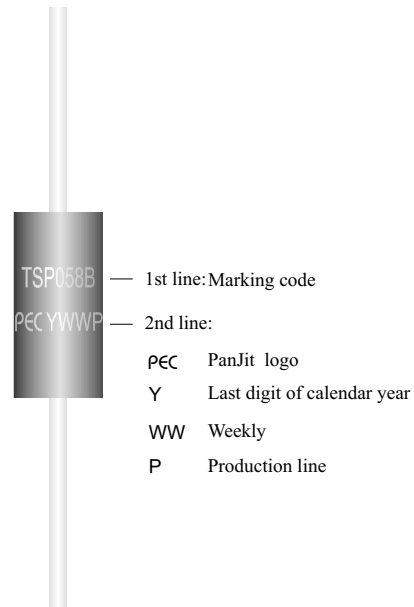 TSP058B
PEC YWWP
1st line: Marking code
2nd line:
PEC PanJit logo
Y Last digit of calendar year
WW Weekly
P Production line